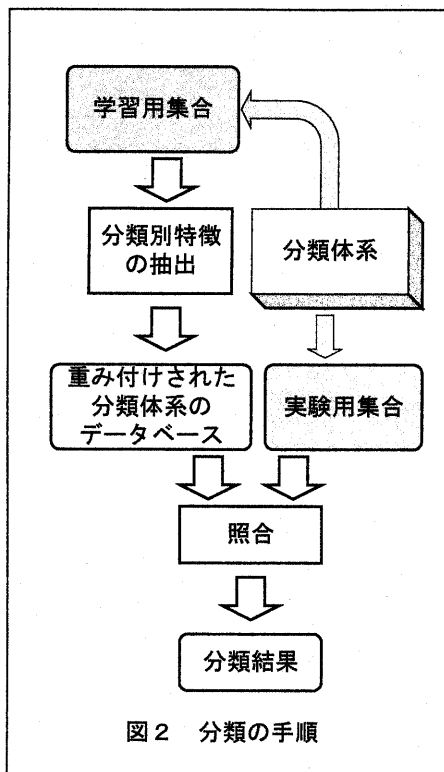 学習用集合
分類別特徴
の抽出
分類体系
重み付けされた
分類体系の
データベース
実験用集合
照合
分類結果
図2 分類の手順